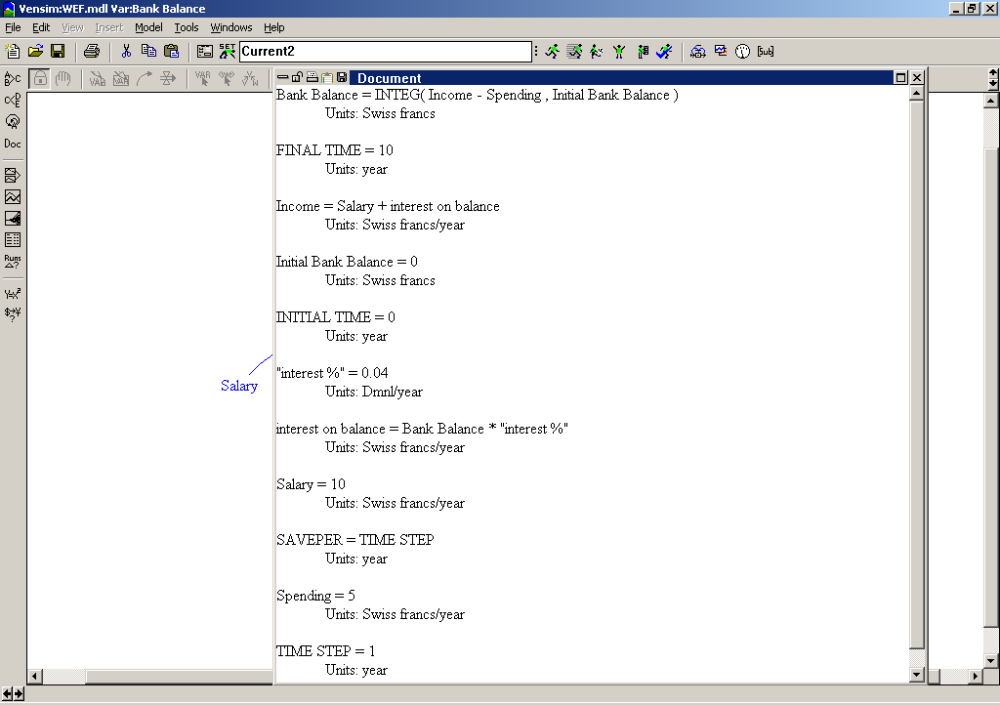 Vensim:WEF.mdl Var:Bank Balance
File Edit View Insert Model Tools Windows Help
SET
Current2
Sub
VAR
Document
Doc
Runs
Bank Balance = INTEG( Income - Spending , Initial Bank Balance )
Units: Swiss francs
FINAL TIME = 10
Units: year
Income = Salary + interest on balance
Units: Swiss francs/year
Initial Bank Balance = 0
Units: Swiss francs
INITIAL TIME = 0
Units: year
Salary
"interest %" = 0.04
Units: Dmnl/year
interest on balance = Bank Balance * "interest %"
Units: Swiss francs/year
Salary = 10
Units: Swiss francs/year
SAVEPER = TIME STEP
Units: year
Spending = 5
Units: Swiss francs/year
TIME STEP = 1
Units: year